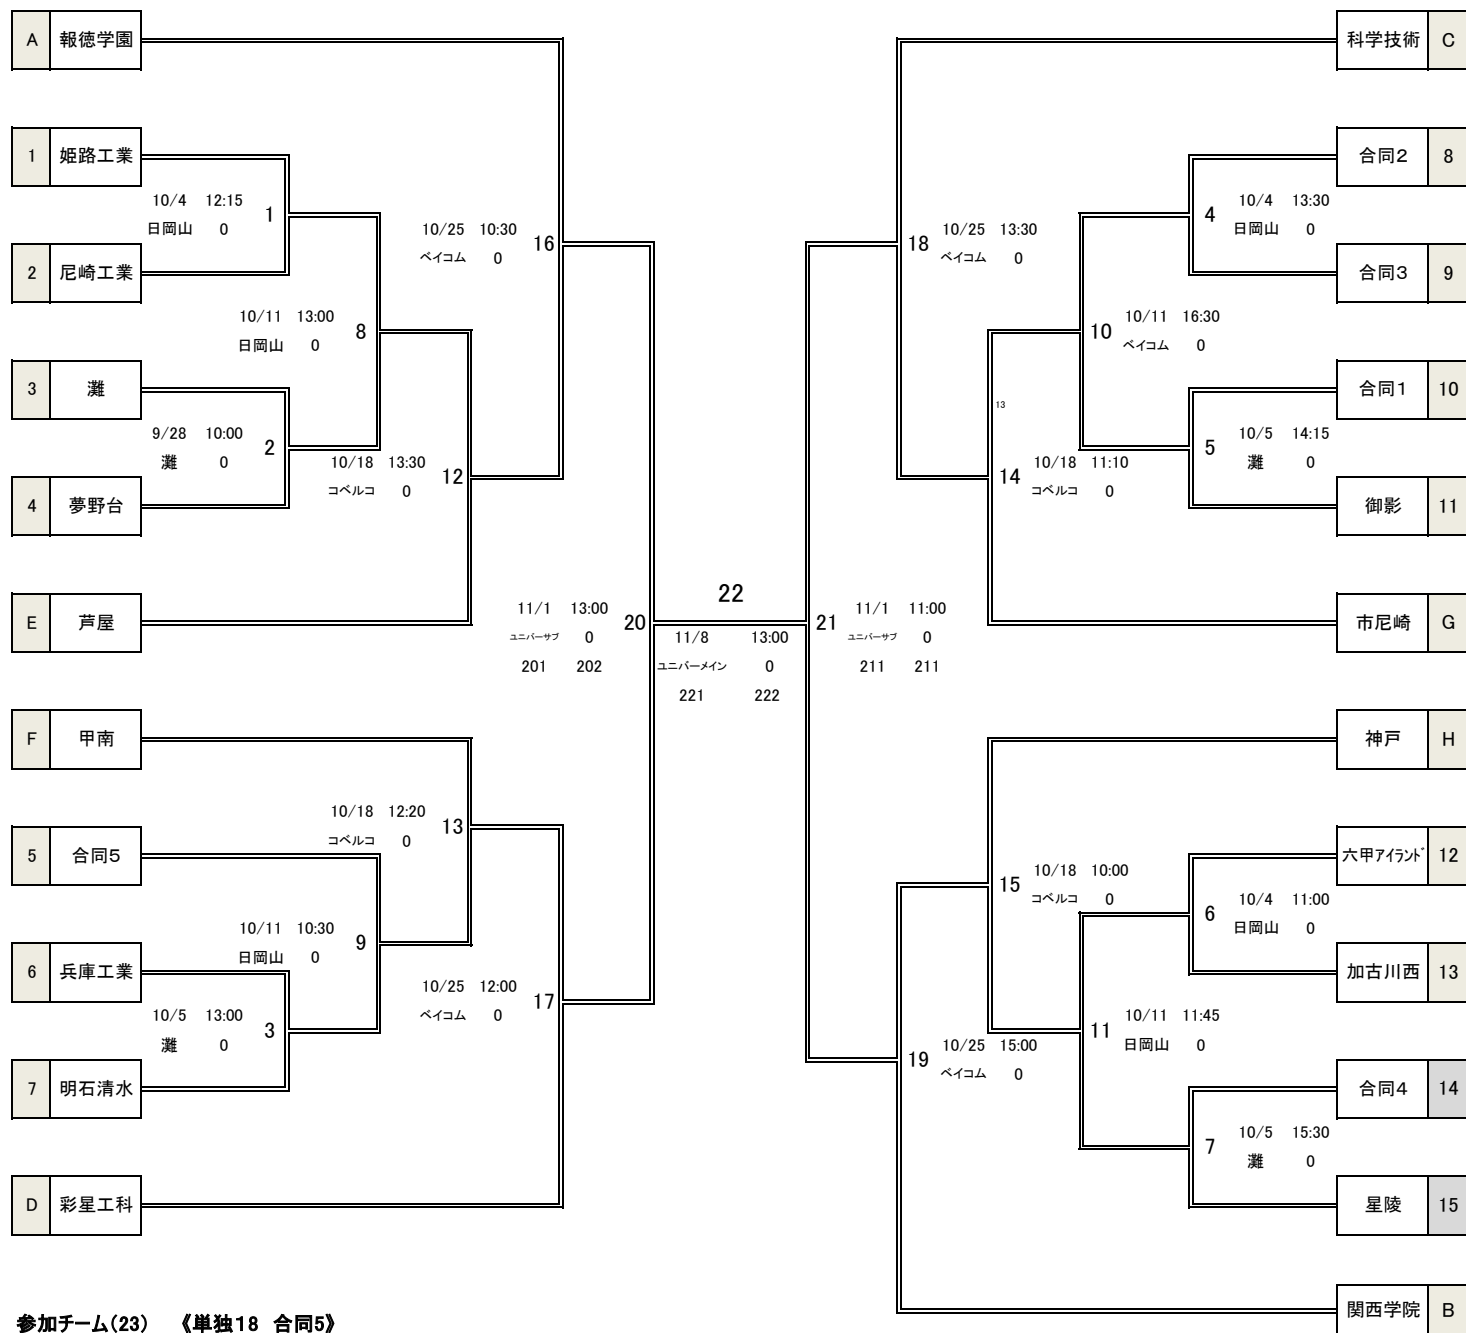 A 報徳学園
科学技術 C
1 姫路工業
合同2 8
10/4 12:15
1
日岡山 0
4
10/4 13:30
日岡山 0
10/25 10:30
16
ベイコム 0
18
10/25 13:30
ベイコム 0
2 尼崎工業
合同3 9
10/11 13:00
8
日岡山 0
10
10/11 16:30
ベイコム 0
3 灘
合同1 10
13
9/28 10:00
2
灘 0
5
10/5 14:15
灘 0
10/18 13:30
12
コベルコ 0
14
10/18 11:10
コベルコ 0
4 夢野台
御影 11
E 芦屋
市尼崎 G
22
11/1 13:00
20
ユニバーサブ 0
201 202
11/8 13:00
ユニバーメイン 0
221 222
21
11/1 11:00
ユニバーサブ 0
211 211
F 甲南
神戸 H
10/18 12:20
13
コベルコ 0
5 合同5
六甲アイランド 12
15
10/18 10:00
コベルコ 0
6
10/4 11:00
日岡山 0
10/11 10:30
9
日岡山 0
6 兵庫工業
加古川西 13
10/25 12:00
17
ベイコム 0
10/5 13:00
3
灘 0
11
10/11 11:45
日岡山 0
19
10/25 15:00
ベイコム 0
7 明石清水
合同4 14
7
10/5 15:30
灘 0
D 彩星工科
星陵 15
関西学院 B
参加チーム(23) 《単独18 合同5》